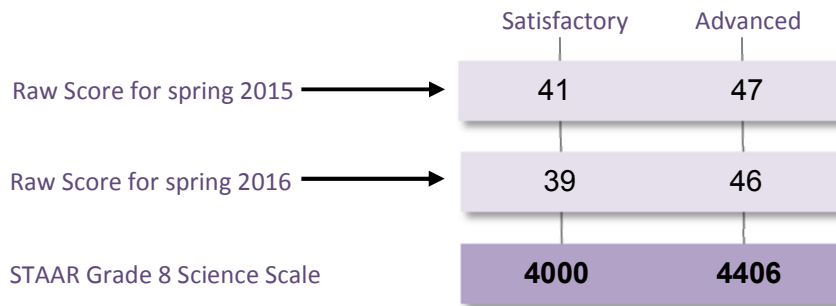 Satisfactory Advanced
Raw Score for spring 2015 41 47
Raw Score for spring 2016 39 46
STAAR Grade 8 Science Scale 4000 4406